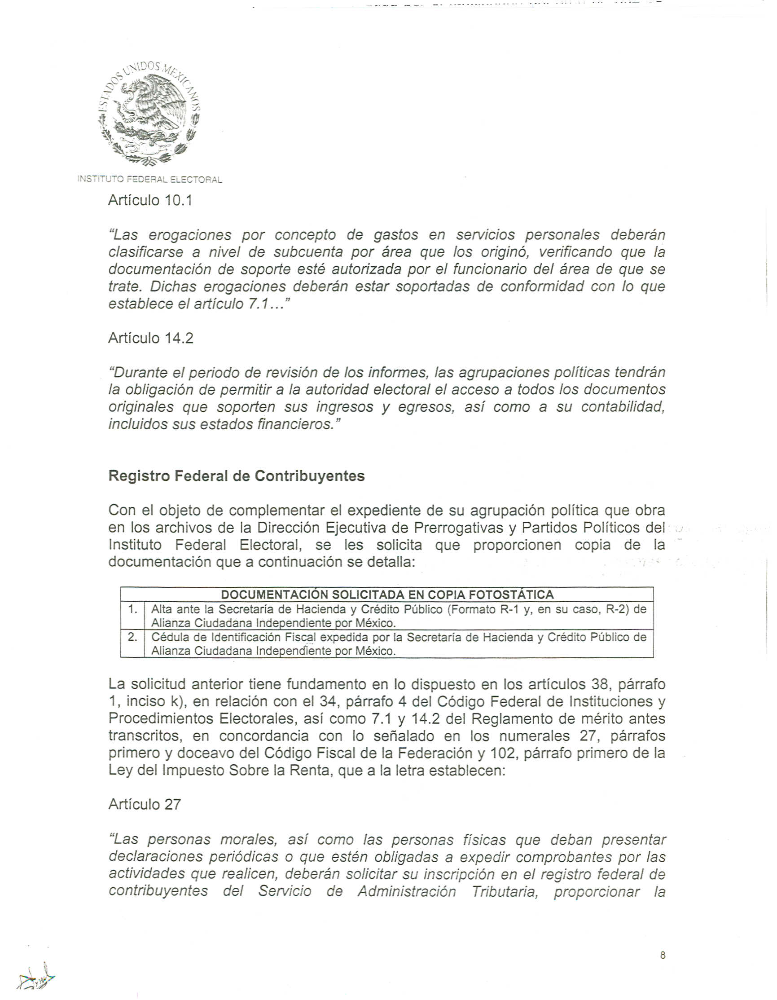 ESTADOS UNIDOS MEXICANOS
INSTITUTO FEDERAL ELECTORAL
Artículo 10.1
“Las erogaciones por concepto de gastos en servicios personales deberán
clasificarse a nivel de subcuenta por área que los originó, verificando que la
documentación de soporte esté autorizada por el funcionario del área de que se
trate. Dichas erogaciones deberán estar soportadas de conformidad con lo que
establece el artículo 7.1...”
Artículo 14.2
“Durante el periodo de revisión de los informes, las agrupaciones políticas tendrán
la obligación de permitir a la autoridad electoral el acceso a todos los documentos
originales que soporten sus ingresos y egresos, así como a su contabilidad,
incluidos sus estados financieros.”
Registro Federal de Contribuyentes
Con el objeto de complementar el expediente de su agrupación política que obra
en los archivos de la Dirección Ejecutiva de Prerrogativas y Partidos Políticos del
Instituto Federal Electoral, se les solicita que proporcionen copia de la
documentación que a continuación se detalla:
DOCUMENTACIÓN SOLICITADA EN COPIA FOTOSTÁTICA
1. Alta ante la Secretaría de Hacienda y Crédito Público (Formato R-1 y, en su caso, R-2) de
Alianza Ciudadana Independiente por México.
2. Cédula de Identificación Fiscal expedida por la Secretaría de Hacienda y Crédito Público de
Alianza Ciudadana Independiente por México.
La solicitud anterior tiene fundamento en lo dispuesto en los artículos 38, párrafo
1, inciso k), en relación con el 34, párrafo 4 del Código Federal de Instituciones y
Procedimientos Electorales, así como 7.1 y 14.2 del Reglamento de mérito antes
transcritos, en concordancia con lo señalado en los numerales 27, párrafos
primero y doceavo del Código Fiscal de la Federación y 102, párrafo primero de la
Ley del Impuesto Sobre la Renta, que a la letra establecen:
Artículo 27
“Las personas morales, así como las personas físicas que deban presentar
declaraciones periódicas o que estén obligadas a expedir comprobantes por las
actividades que realicen, deberán solicitar su inscripción en el registro federal de
contribuyentes del Servicio de Administración Tributaria, proporcionar la
8